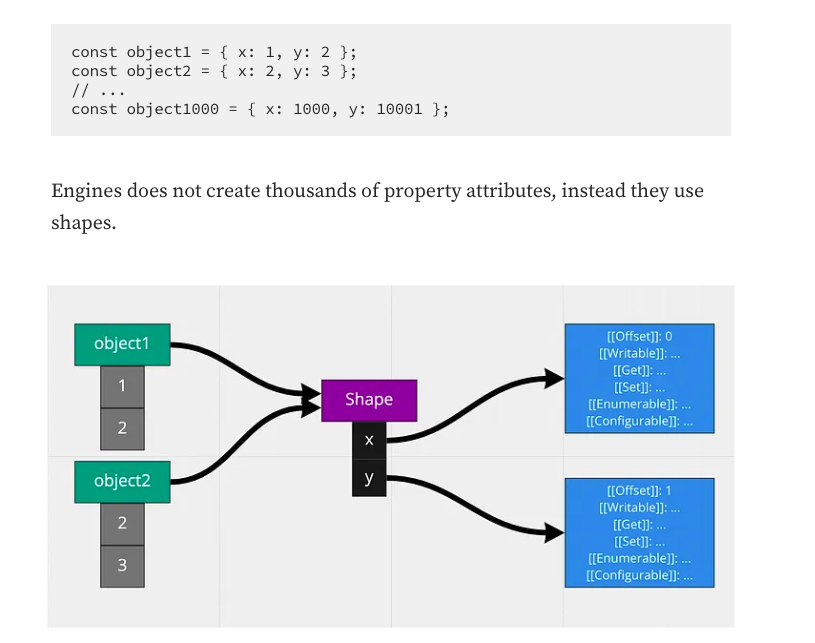 const object1 = { x: 1, y: 2 };
const object2 = { x: 2, y: 3 };
// ...
const object1000 = { x: 1000, y: 10001 };
Engines does not create thousands of property attributes, instead they use
shapes.
object1
1
2
object2
2
3
Shape
x
y
[[Offset]]: 0
[[Writable]]: ...
[[Get]]: ...
[[Set]]: ...
[[Enumerable]]: ...
[[Configurable]]: ...
[[Offset]]: 1
[[Writable]]: ...
[[Get]]: ...
[[Set]]: ...
[[Enumerable]]: ...
[[Configurable]]: ...